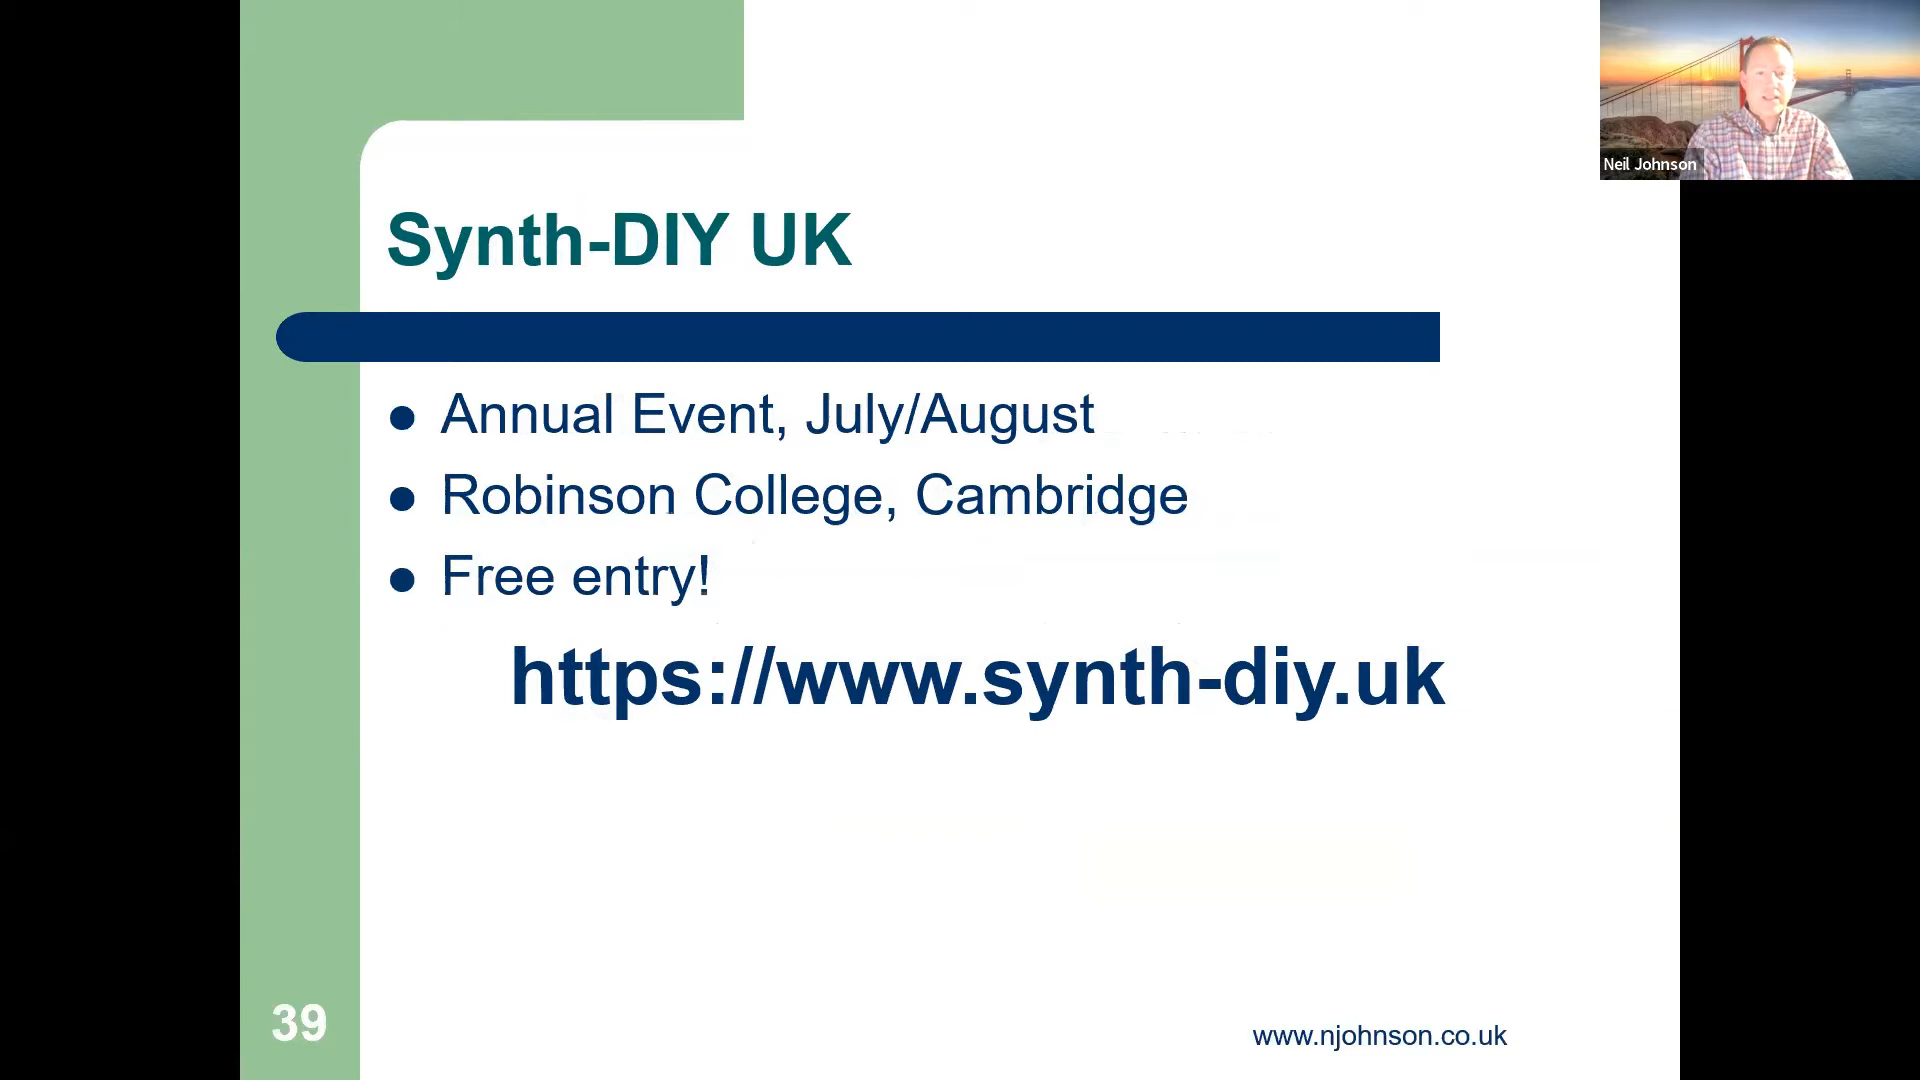 Neil Johnson
Synth-DIY UK
Annual Event, July/August
Robinson College, Cambridge
Free entry!
https://www.synth-diy.uk
39
www.njohnson.co.uk